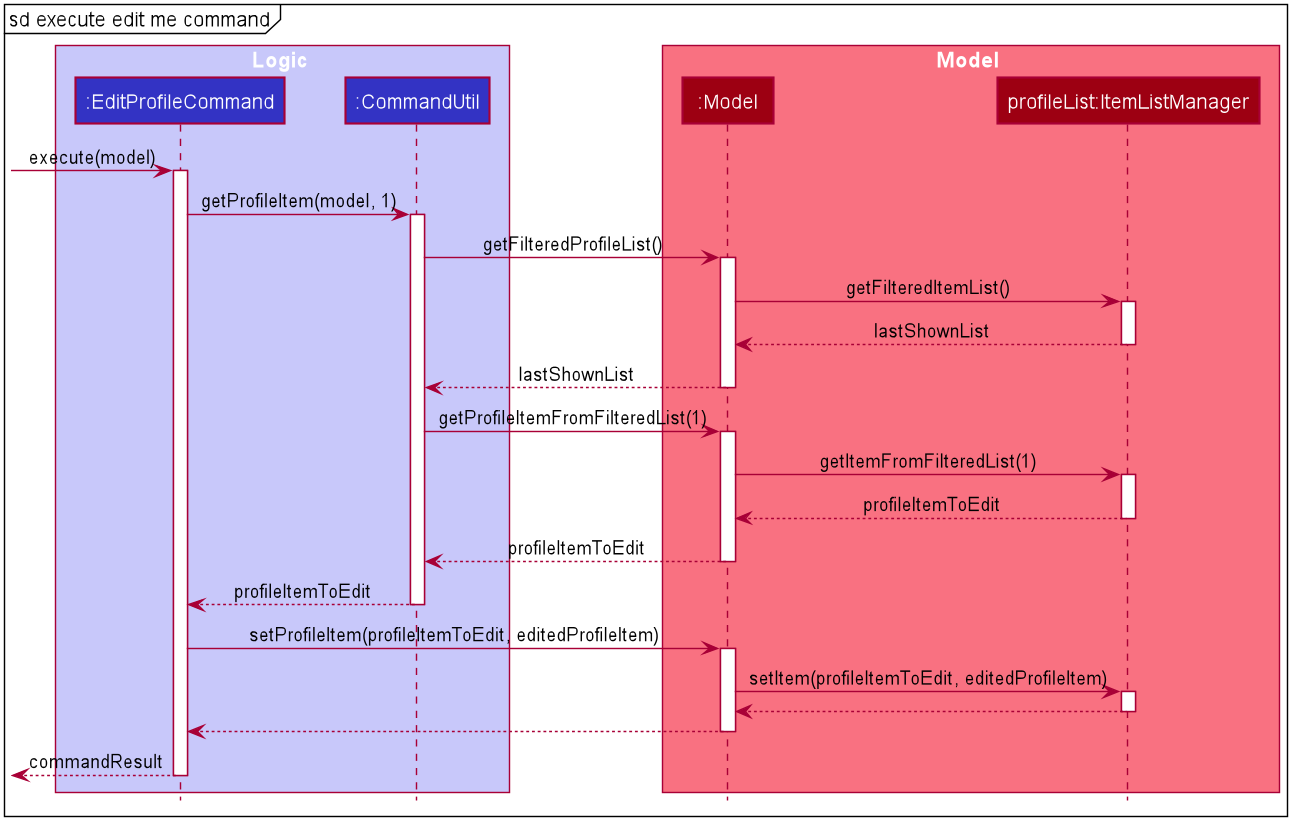 sd execute edit me command
Logic
Model
:EditProfileCommand
:CommandUtil
:Model
profileList:ItemListManager
execute(model)
getProfileItem(model, 1)
getFilteredProfileList()
getFilteredItemList()
lastShownList
lastShownList
getProfileItemFromFilteredList(1)
getItemFromFilteredList(1)
profileItemToEdit
profileItemToEdit
profileItemToEdit
setProfileItem(profileItemToEdit, editedProfileItem)
setItem(profileItemToEdit, editedProfileItem)
commandResult